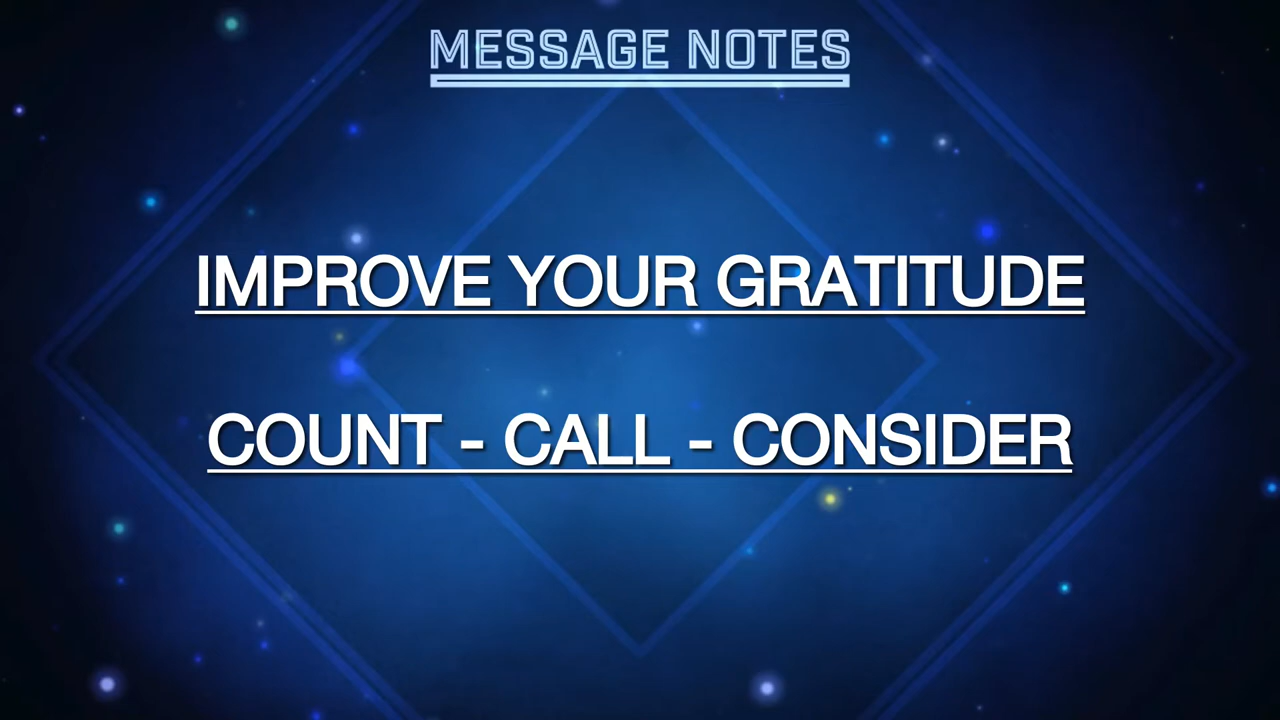 MESSAGE NOTES
IMPROVE YOUR GRATITUDE
COUNT - CALL - CONSIDER